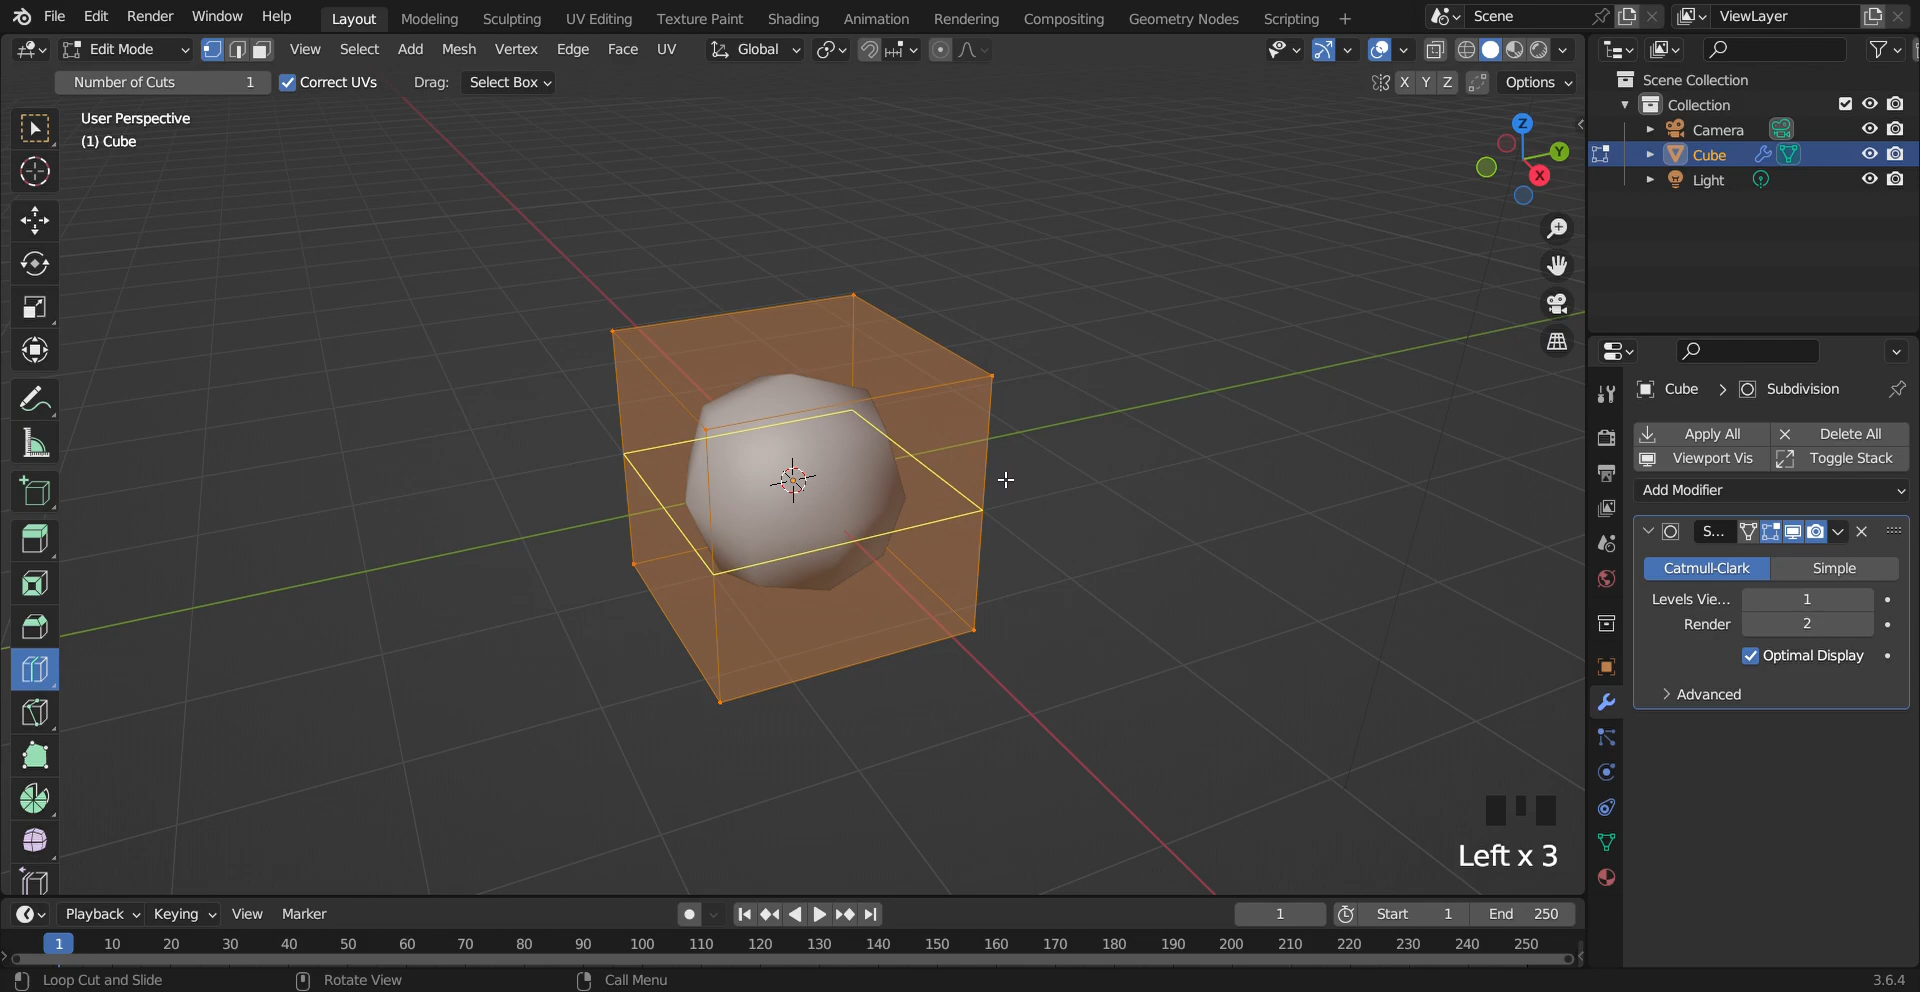 File Edit Render Window Help Layout Modeling Sculpting UV Editing Texture Paint Shading Animation Rendering Compositing Geometry Nodes Scripting + Scene ViewLayer
Edit Mode View Select Add Mesh Vertex Edge Face UV Global
Number of Cuts 1 Correct UVs Drag: Select Box X Y Z Options
User Perspective
(1) Cube
Z
Y
X
Scene Collection
Collection
Camera
Cube
Light
Cube > Subdivision
Apply All Delete All
Viewport Vis Toggle Stack
Add Modifier
S...
Catmull-Clark Simple
Levels Vie... 1
Render 2
Optimal Display
Advanced
Left x 3
Playback Keying View Marker 1 Start 1 End 250
1 10 20 30 40 50 60 70 80 90 100 110 120 130 140 150 160 170 180 190 200 210 220 230 240 250
Loop Cut and Slide Rotate View Call Menu 3.6.4